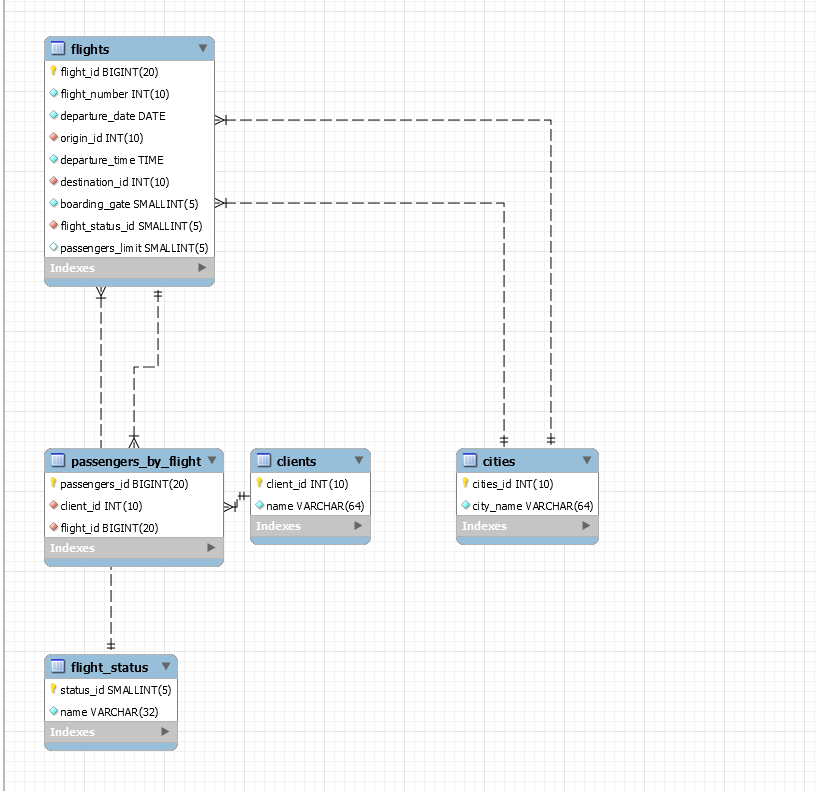 flights
flight_id BIGINT(20)
flight_number INT(10)
departure_date DATE
origin_id INT(10)
departure_time TIME
destination_id INT(10)
boarding_gate SMALLINT(5)
flight_status_id SMALLINT(5)
passengers_limit SMALLINT(5)
Indexes
passengers_by_flight
passengers_id BIGINT(20)
client_id INT(10)
flight_id BIGINT(20)
Indexes
clients
client_id INT(10)
name VARCHAR(64)
Indexes
cities
cities_id INT(10)
city_name VARCHAR(64)
Indexes
flight_status
status_id SMALLINT(5)
name VARCHAR(32)
Indexes